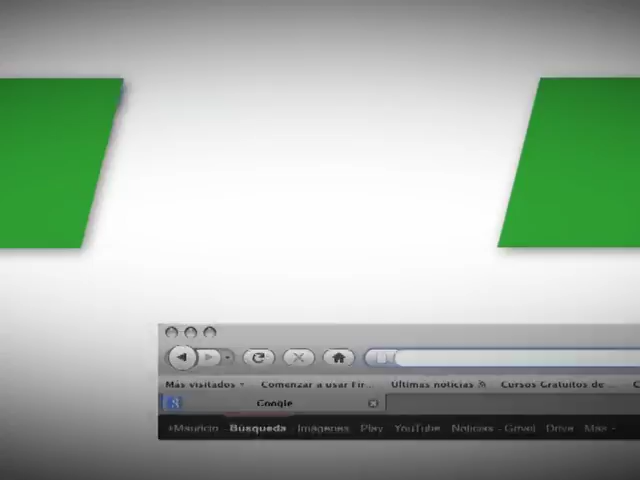 Más visitados
Comenzar a usar Fir... Últimas noticias Cursos Gratuitos de ... C
Google
+Mauricio Búsqueda Imágenes Play YouTube Noticias Gmail Drive Más